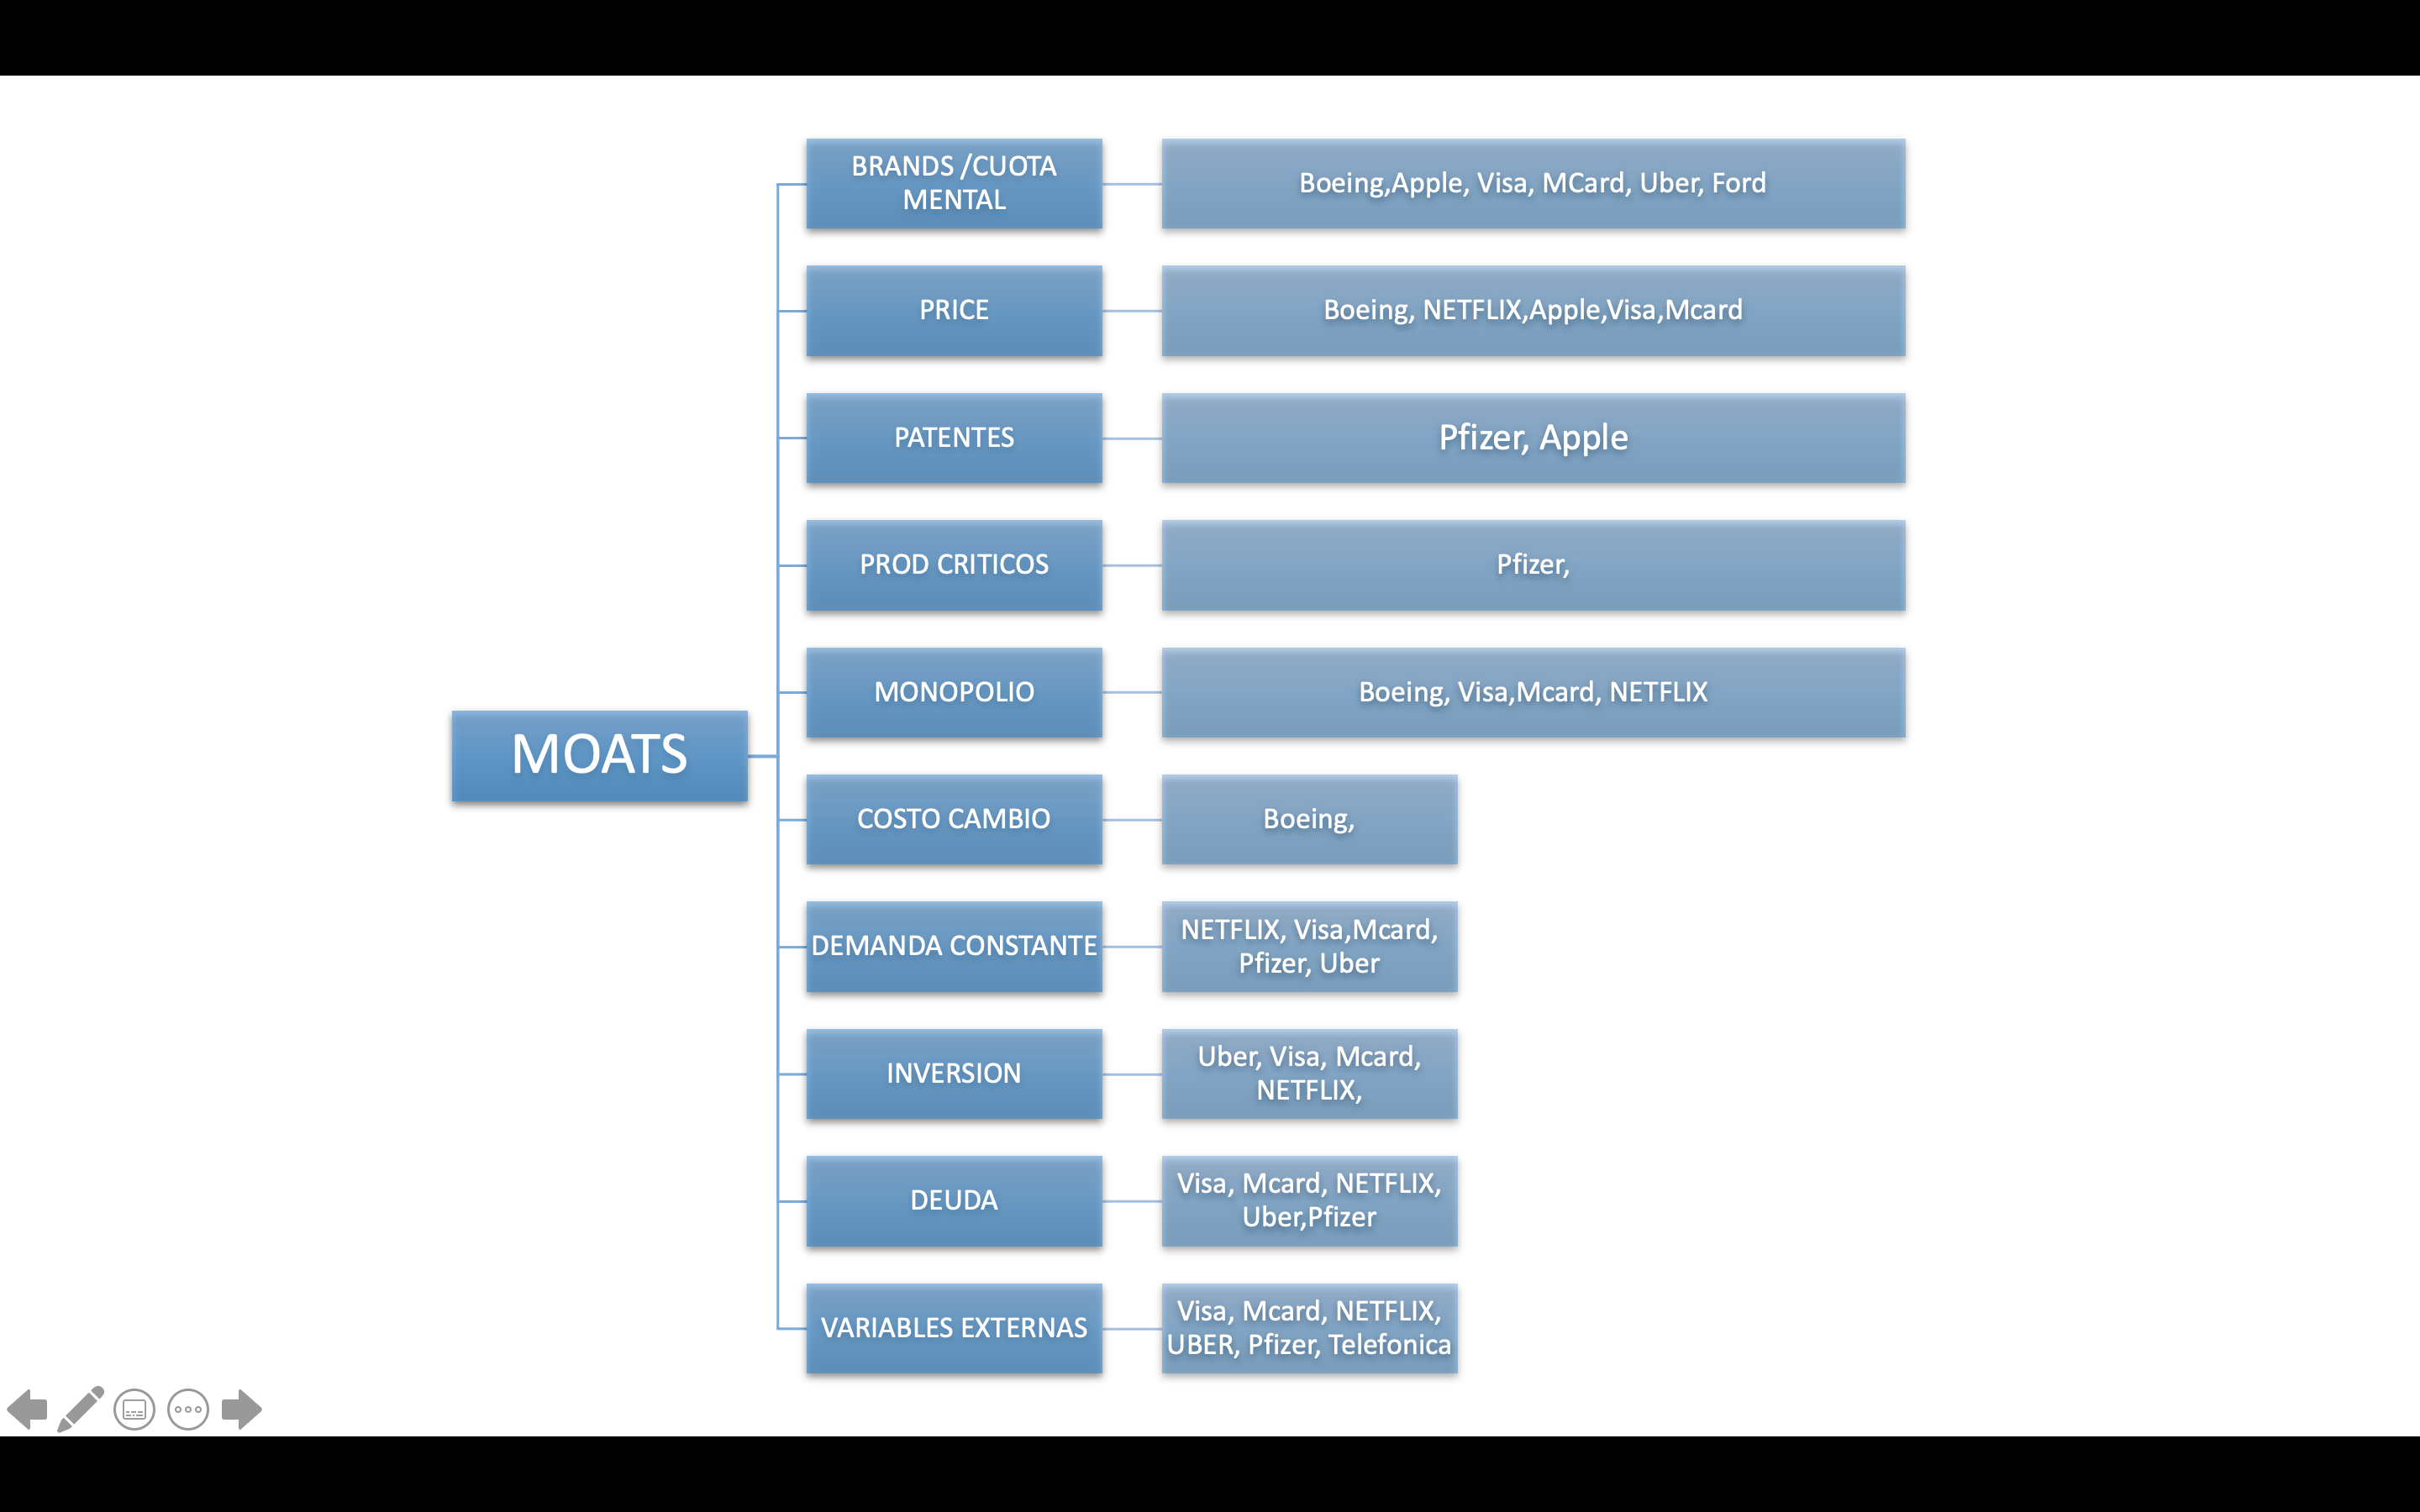 MOATS
BRANDS /CUOTA
MENTAL
Boeing,Apple, Visa, MCard, Uber, Ford
PRICE
Boeing, NETFLIX,Apple,Visa,Mcard
PATENTES
Pfizer, Apple
PROD CRITICOS
Pfizer,
MONOPOLIO
Boeing, Visa,Mcard, NETFLIX
COSTO CAMBIO
Boeing,
DEMANDA CONSTANTE
NETFLIX, Visa,Mcard,
Pfizer, Uber
INVERSION
Uber, Visa, Mcard,
NETFLIX,
DEUDA
Visa, Mcard, NETFLIX,
Uber,Pfizer
VARIABLES EXTERNAS
Visa, Mcard, NETFLIX,
UBER, Pfizer, Telefonica